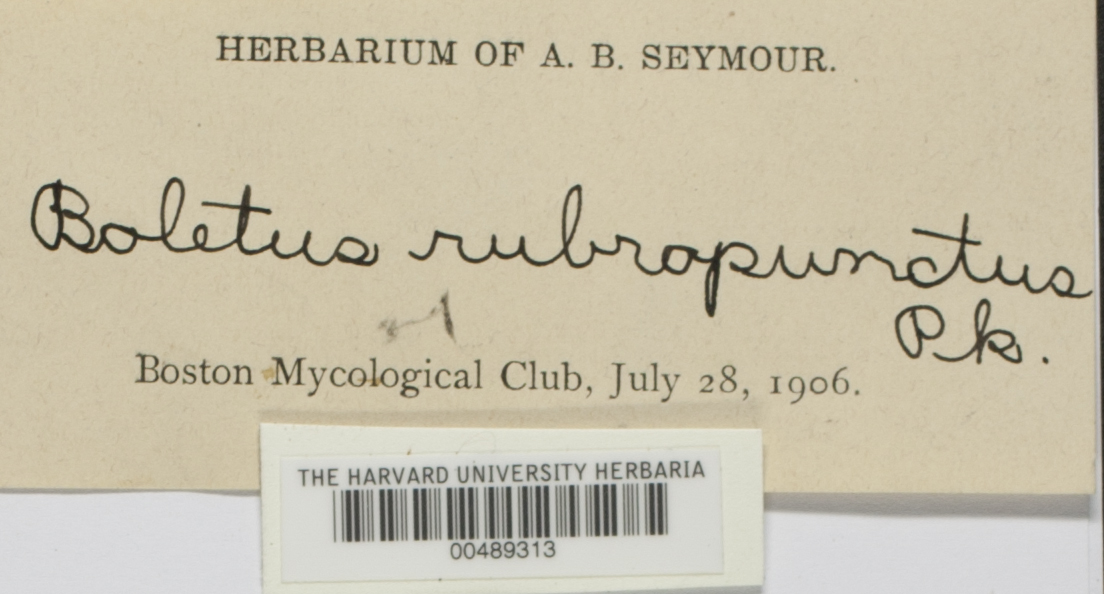 HERBARIUM OF A. B. SEYMOUR.
Boletus rubropunctus
Pk.
Boston Mycological Club, July 28, 1906.
THE HARVARD UNIVERSITY HERBARIA
00489313